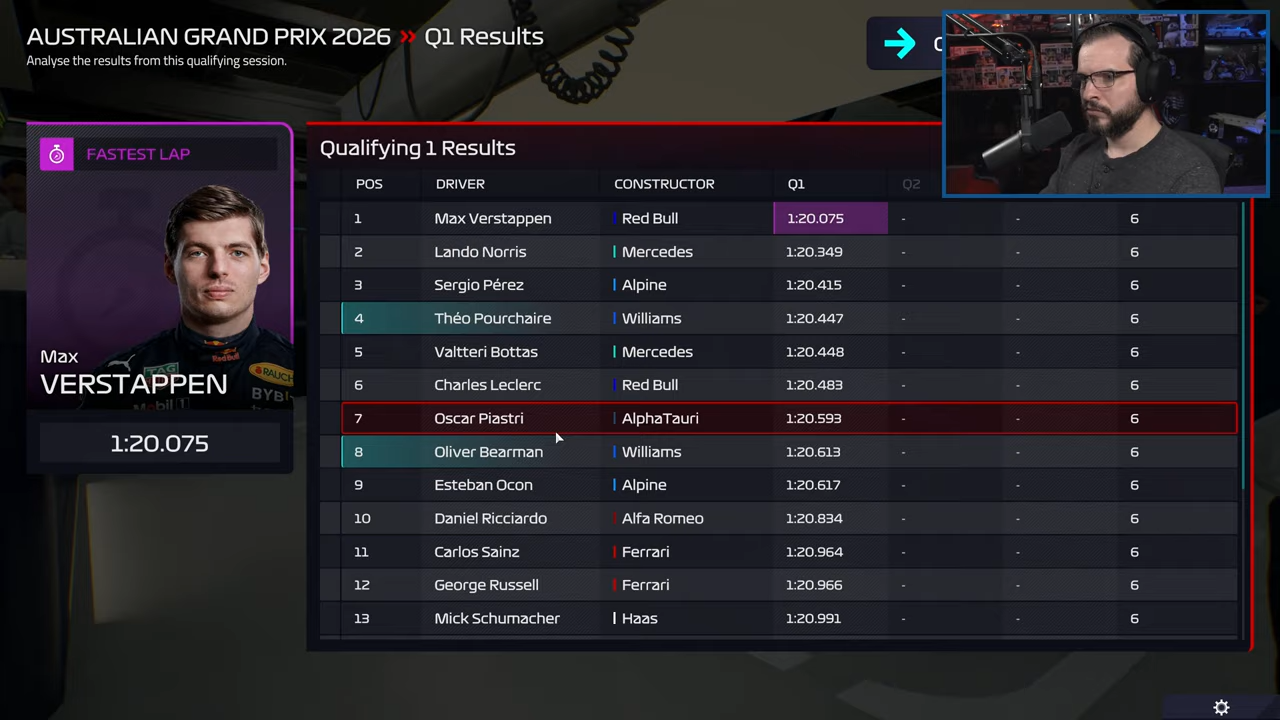 AUSTRALIAN GRAND PRIX 2026 » Q1 Results
Analyse the results from this qualifying session.
FASTEST LAP
Max
VERSTAPPEN
1:20.075
Qualifying 1 Results
POS DRIVER CONSTRUCTOR Q1 Q2
1 Max Verstappen Red Bull 1:20.075 - - 6
2 Lando Norris Mercedes 1:20.349 - - 6
3 Sergio Pérez Alpine 1:20.415 - - 6
4 Théo Pourchaire Williams 1:20.447 - - 6
5 Valtteri Bottas Mercedes 1:20.448 - - 6
6 Charles Leclerc Red Bull 1:20.483 - - 6
7 Oscar Piastri AlphaTauri 1:20.593 - - 6
8 Oliver Bearman Williams 1:20.613 - - 6
9 Esteban Ocon Alpine 1:20.617 - - 6
10 Daniel Ricciardo Alfa Romeo 1:20.834 - - 6
11 Carlos Sainz Ferrari 1:20.964 - - 6
12 George Russell Ferrari 1:20.966 - - 6
13 Mick Schumacher Haas 1:20.991 - - 6